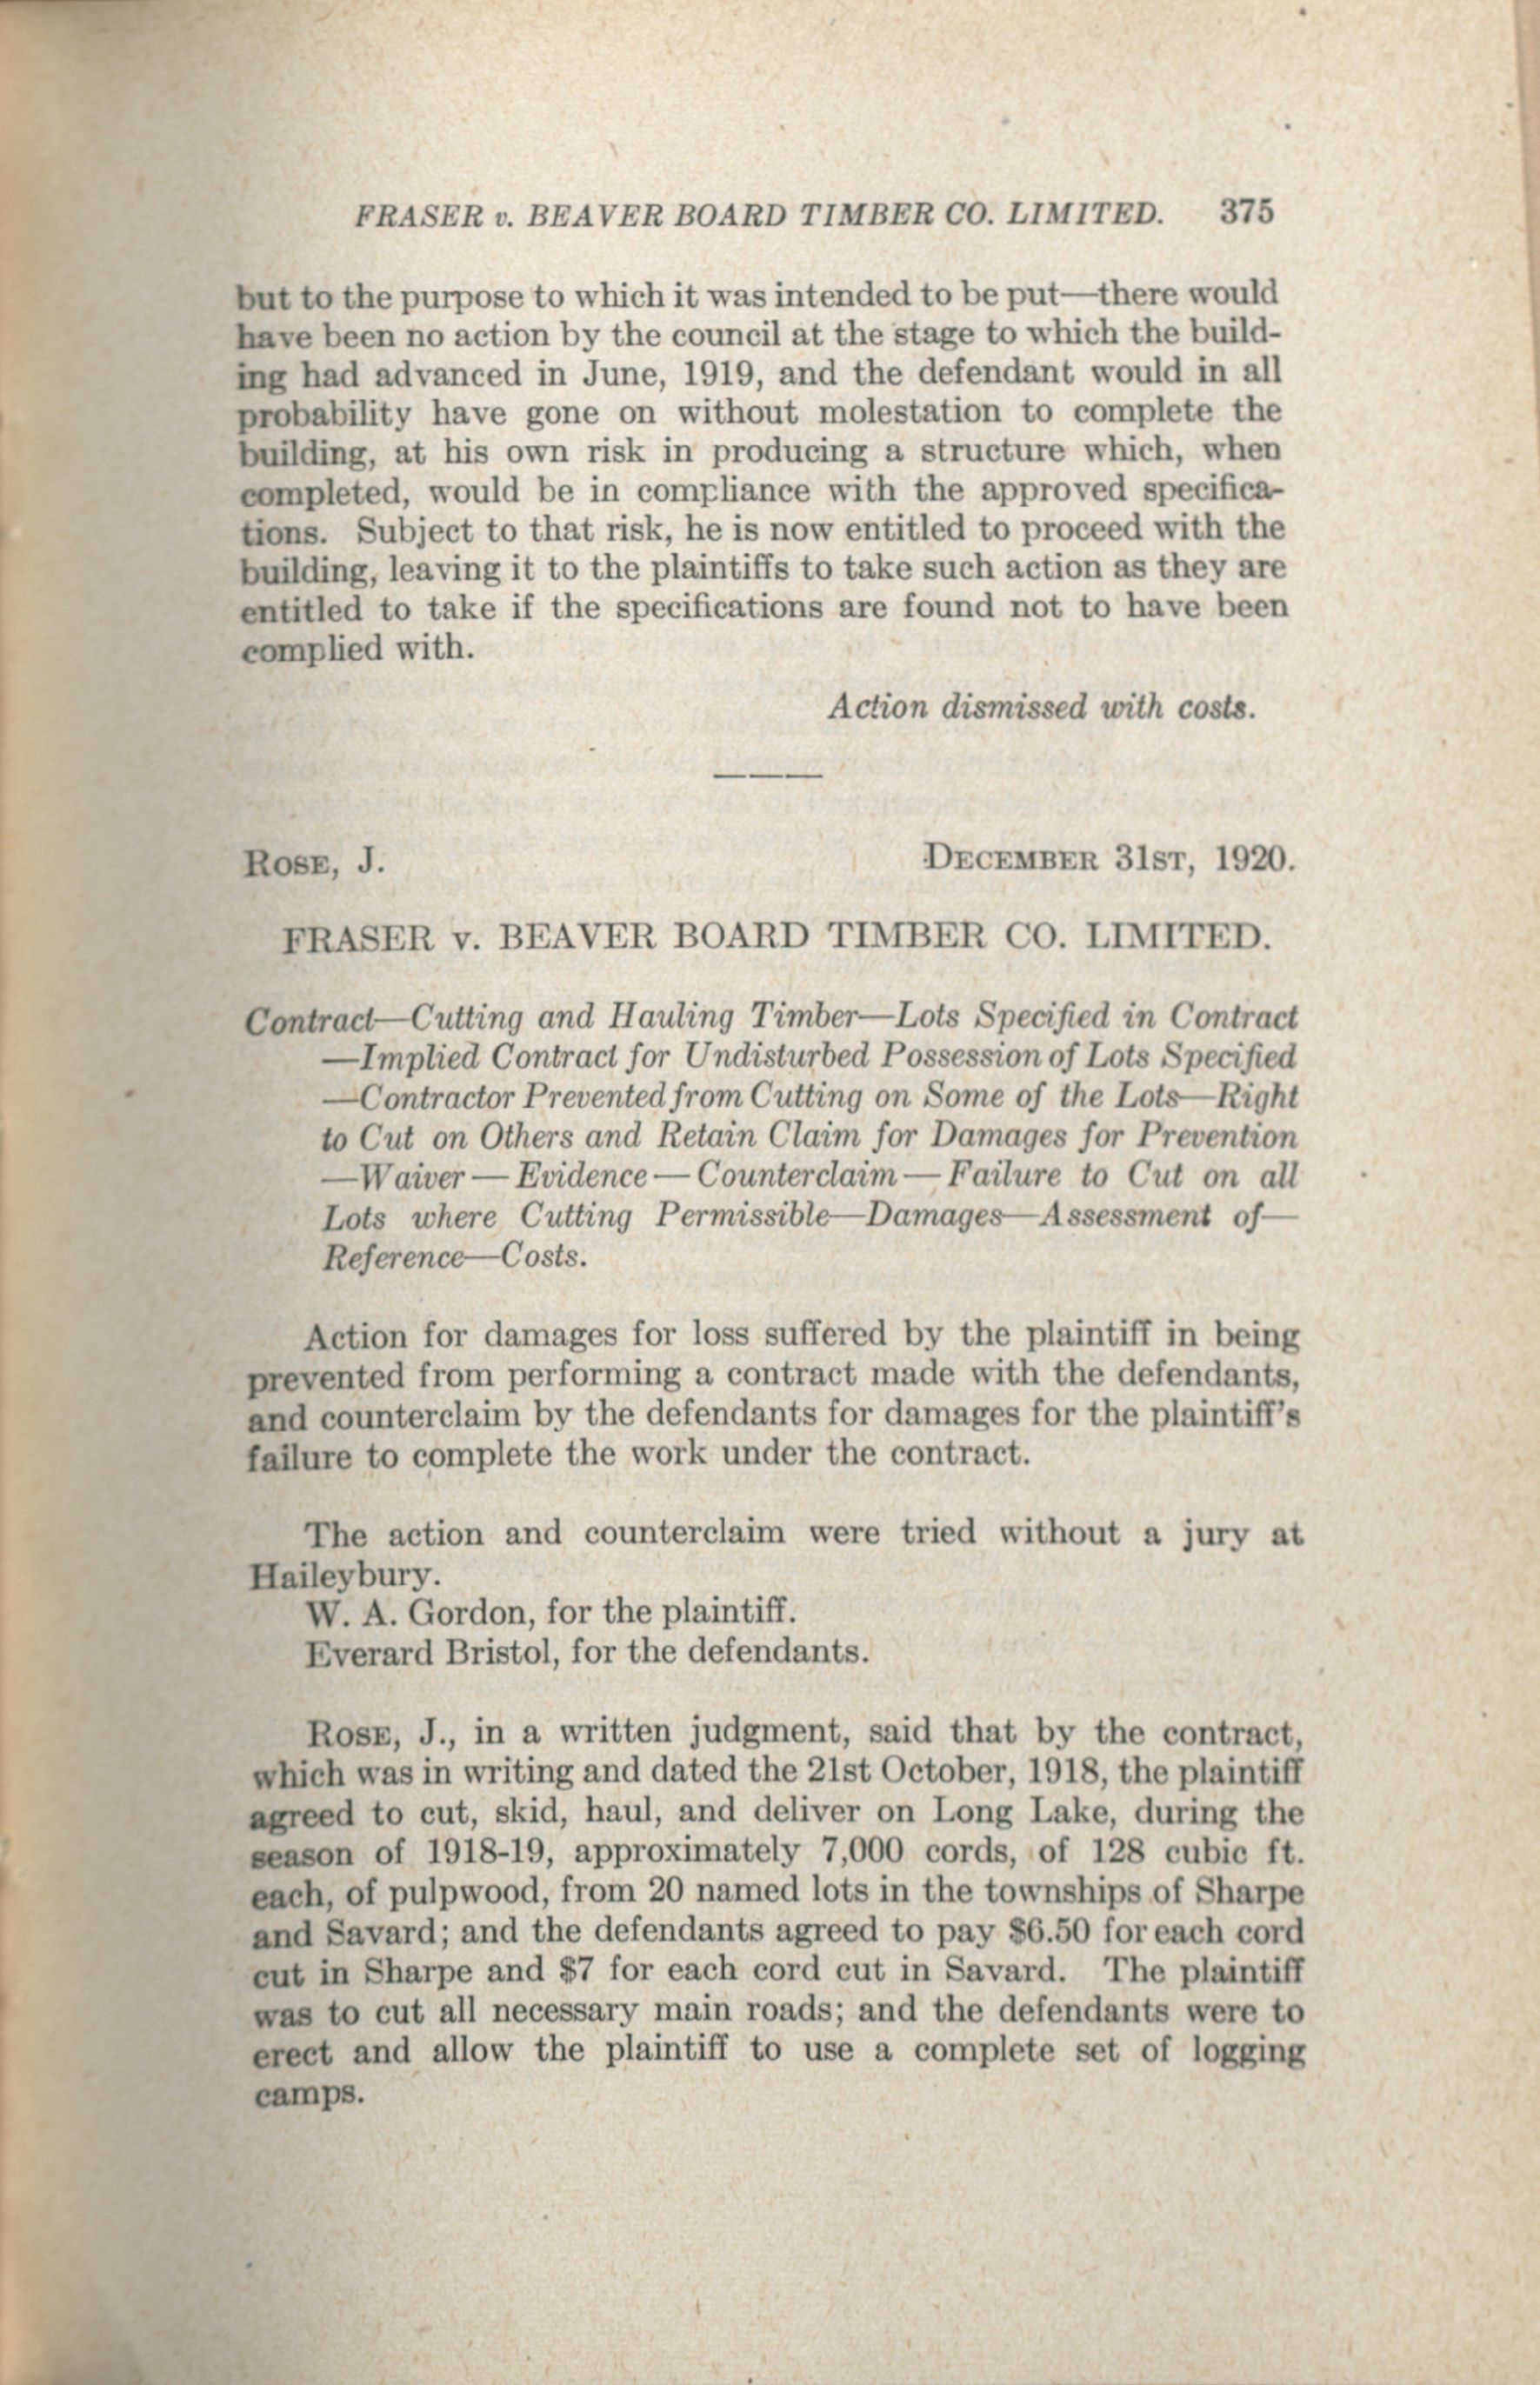 FRASER v. BEAVER BOARD TIMBER CO. LIMITED. 375
but to the purpose to which it was intended to be put—there would
have been no action by the council at the stage to which the build-
ing had advanced in June, 1919, and the defendant would in all
probability have gone on without molestation to complete the
building, at his own risk in producing a structure which, when
completed, would be in compliance with the approved specifica-
tions. Subject to that risk, he is now entitled to proceed with the
building, leaving it to the plaintiffs to take such action as they are
entitled to take if the specifications are found not to have been
complied with.
Action dismissed with costs.
ROSE, J. DECEMBER 31ST, 1920.
FRASER v. BEAVER BOARD TIMBER CO. LIMITED.
Contract—Cutting and Hauling Timber—Lots Specified in Contract
—Implied Contract for Undisturbed Possession of Lots Specified
—Contractor Prevented from Cutting on Some of the Lots—Right
to Cut on Others and Retain Claim for Damages for Prevention
—Waiver—Evidence—Counterclaim—Failure to Cut on all
Lots where Cutting Permissible—Damages—Assessment of—
Reference—Costs.
Action for damages for loss suffered by the plaintiff in being
prevented from performing a contract made with the defendants,
and counterclaim by the defendants for damages for the plaintiff's
failure to complete the work under the contract.
The action and counterclaim were tried without a jury at
Haileybury.
W. A. Gordon, for the plaintiff.
Everard Bristol, for the defendants.
ROSE, J., in a written judgment, said that by the contract,
which was in writing and dated the 21st October, 1918, the plaintiff
agreed to cut, skid, haul, and deliver on Long Lake, during the
season of 1918-19, approximately 7,000 cords, of 128 cubic ft.
each, of pulpwood, from 20 named lots in the townships of Sharpe
and Savard; and the defendants agreed to pay $6.50 for each cord
cut in Sharpe and $7 for each cord cut in Savard. The plaintiff
was to cut all necessary main roads; and the defendants were to
erect and allow the plaintiff to use a complete set of logging
camps.